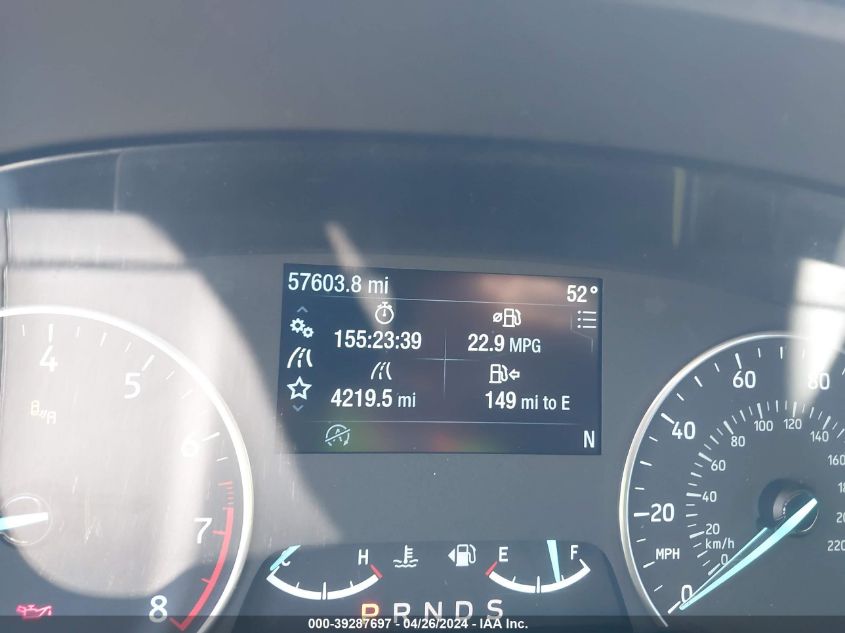 57603.8 mi 52°
155:23:39 22.9 MPG
4219.5 mi 149 mi to E
N
4 5 6 7 8
C H E F
P R N D S
0 20 40 60 80
MPH
km/h
0 20 40 60 80 100 120 140 160 220
000-39287697 - 04/26/2024 - IAA Inc.